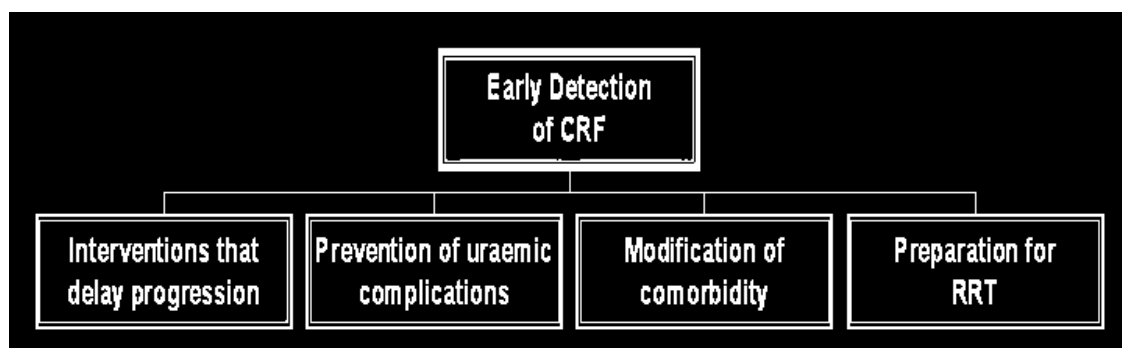 Early Detection
of CRF
Interventions that
delay progression
Prevention of uraemic
complications
Modification of
comorbidity
Preparation for
RRT